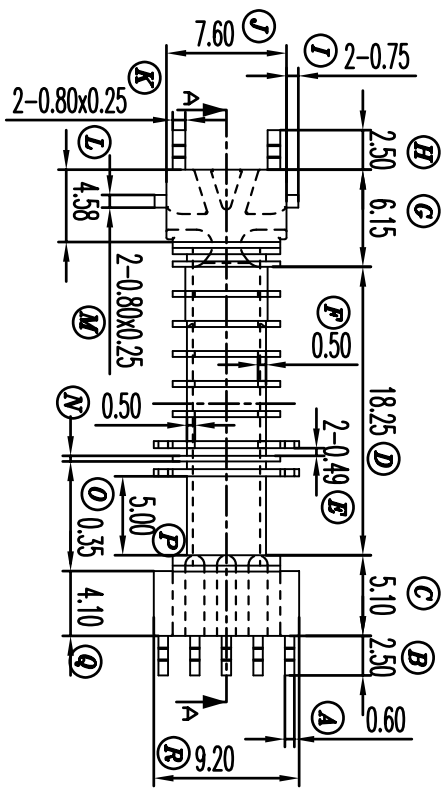 7.60 J
I 2-0.75
K
2-0.80x0.25
A
2.50 H
L
4.58
6.15 G
2-0.80x0.25
M
F
0.50
18.25 D
N
0.50
2-0.49 E
O
0.35
5.00
P
5.10 C
4.10
Q
2.50 B
A
A 0.60
R 9.20